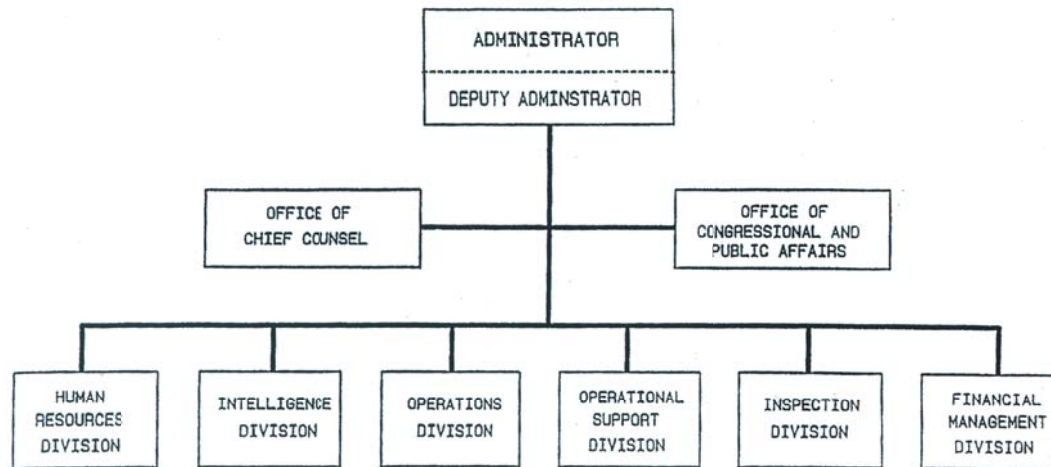 ADMINISTRATOR
DEPUTY ADMINSTRATOR
OFFICE OF
CHIEF COUNSEL
OFFICE OF
CONGRESSIONAL AND
PUBLIC AFFAIRS
HUMAN
RESOURCES
DIVISION
INTELLIGENCE
DIVISION
OPERATIONS
DIVISION
OPERATIONAL
SUPPORT
DIVISION
INSPECTION
DIVISION
FINANCIAL
MANAGEMENT
DIVISION